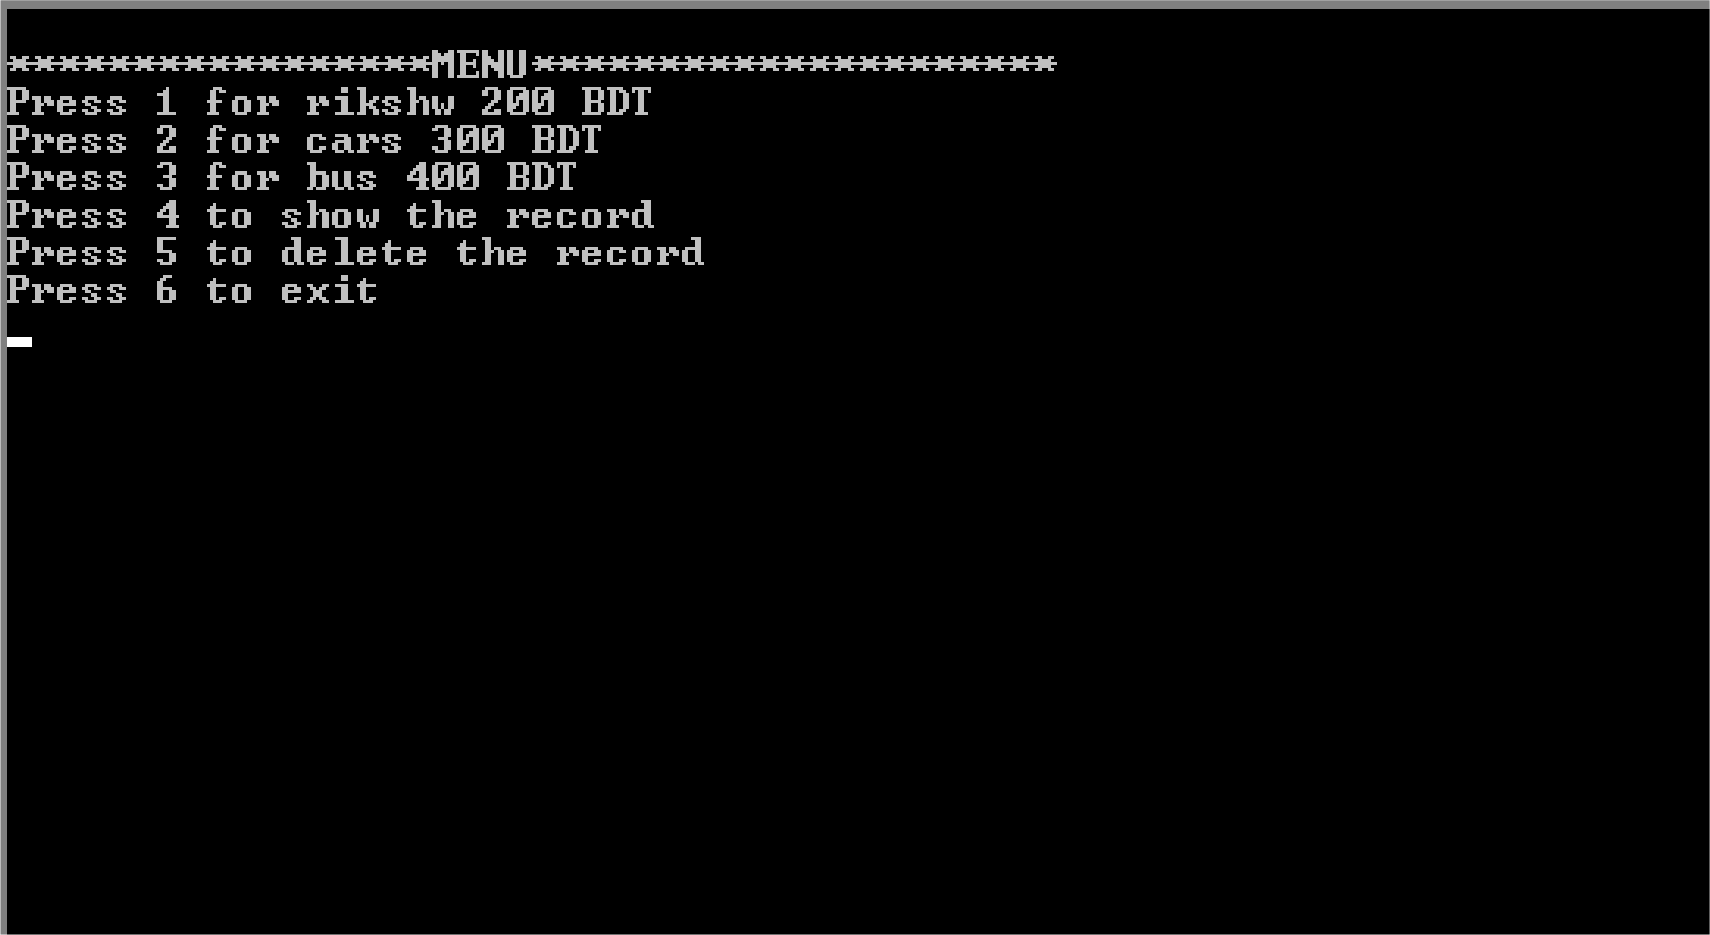 *****************MENU*********************
Press 1 for rikshw 200 BDT
Press 2 for cars 300 BDT
Press 3 for bus 400 BDT
Press 4 to show the record
Press 5 to delete the record
Press 6 to exit